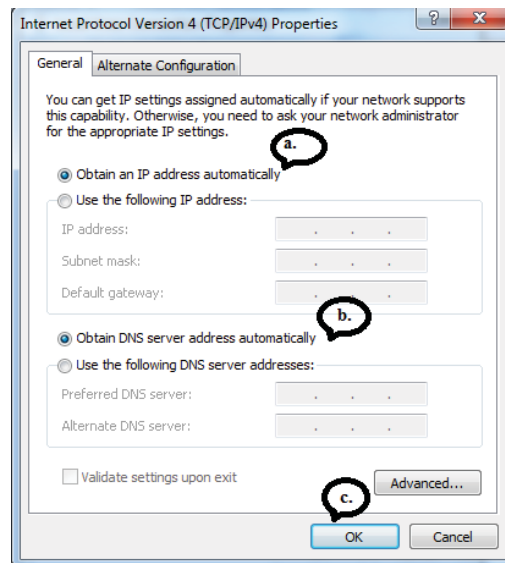 Internet Protocol Version 4 (TCP/IPv4) Properties
General
Alternate Configuration
You can get IP settings assigned automatically if your network supports
this capability. Otherwise, you need to ask your network administrator
for the appropriate IP settings.
a.
Obtain an IP address automatically
Use the following IP address:
IP address:
Subnet mask:
Default gateway:
b.
Obtain DNS server address automatically
Use the following DNS server addresses:
Preferred DNS server:
Alternate DNS server:
Validate settings upon exit
Advanced...
c.
OK
Cancel